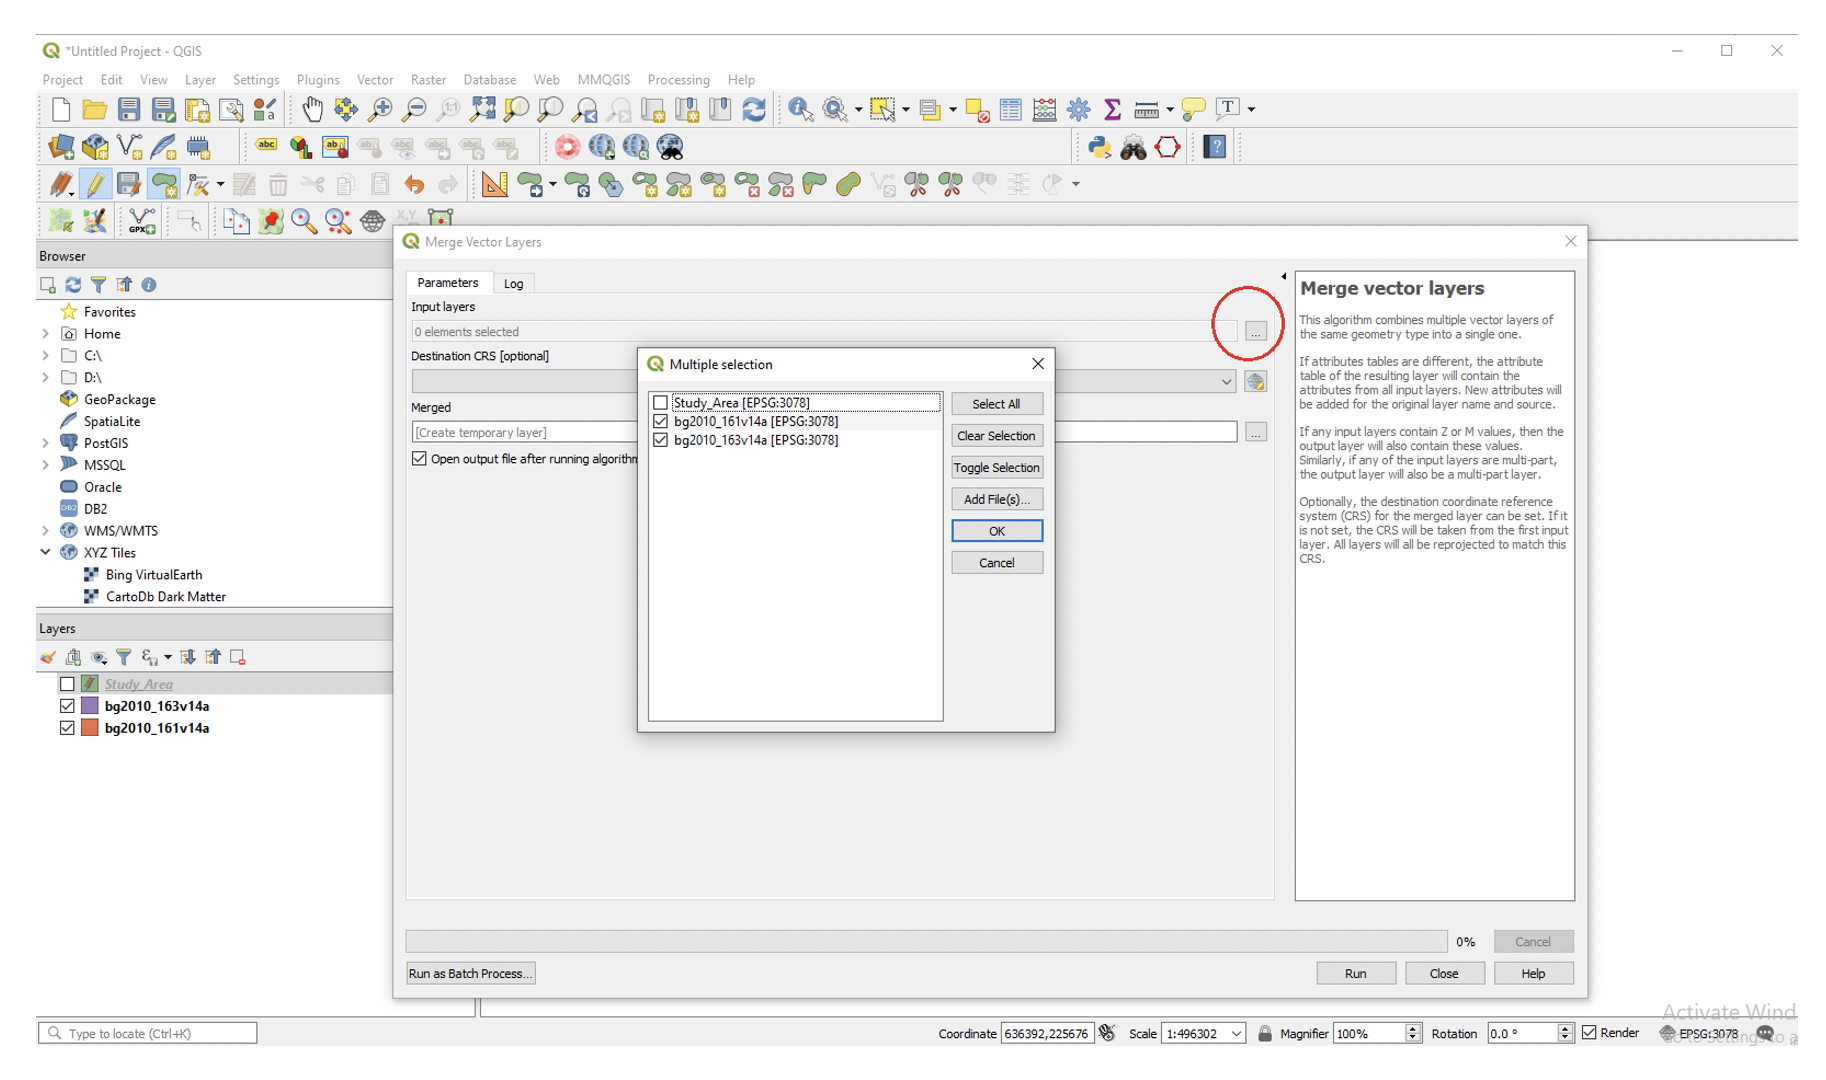 *Untitled Project - QGIS
Project Edit View Layer Settings Plugins Vector Raster Database Web MMQGIS Processing Help
Browser
Favorites
Home
C:\
D:\
GeoPackage
SpatiaLite
PostGIS
MSSQL
Oracle
DB2
WMS/WMTS
XYZ Tiles
Bing VirtualEarth
CartoDb Dark Matter
Layers
Study_Area
bg2010_163v14a
bg2010_161v14a
Merge Vector Layers
Parameters Log
Input layers
0 elements selected
...
Destination CRS [optional]
Merged
[Create temporary layer]
...
Open output file after running algorithm
Multiple selection
Study_Area [EPSG:3078]
bg2010_161v14a [EPSG:3078]
bg2010_163v14a [EPSG:3078]
Select All
Clear Selection
Toggle Selection
Add File(s)...
OK
Cancel
Merge vector layers
This algorithm combines multiple vector layers of
the same geometry type into a single one.
If attributes tables are different, the attribute
table of the resulting layer will contain the
attributes from all input layers. New attributes will
be added for the original layer name and source.
If any input layers contain Z or M values, then the
output layer will also contain these values.
Similarly, if any of the input layers are multi-part,
the output layer will also be a multi-part layer.
Optionally, the destination coordinate reference
system (CRS) for the merged layer can be set. If it
is not set, the CRS will be taken from the first input
layer. All layers will all be reprojected to match this
CRS.
0% Cancel
Run as Batch Process... Run Close Help
Activate Wind
Type to locate (Ctrl+K) Coordinate 636392,225676 Scale 1:496302 Magnifier 100% Rotation 0.0 ° Render EPSG:3078